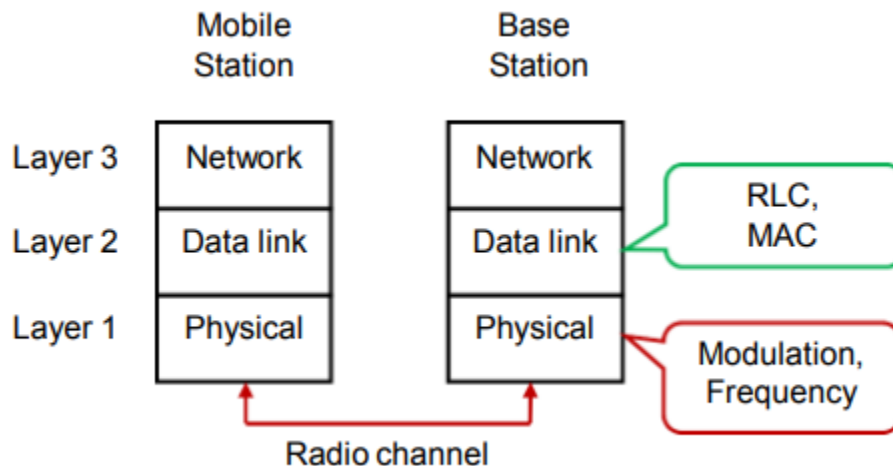 Mobile
Station
Base
Station
Layer 3
Network
Network
RLC,
MAC
Layer 2
Data link
Data link
Layer 1
Physical
Physical
Modulation,
Frequency
Radio channel